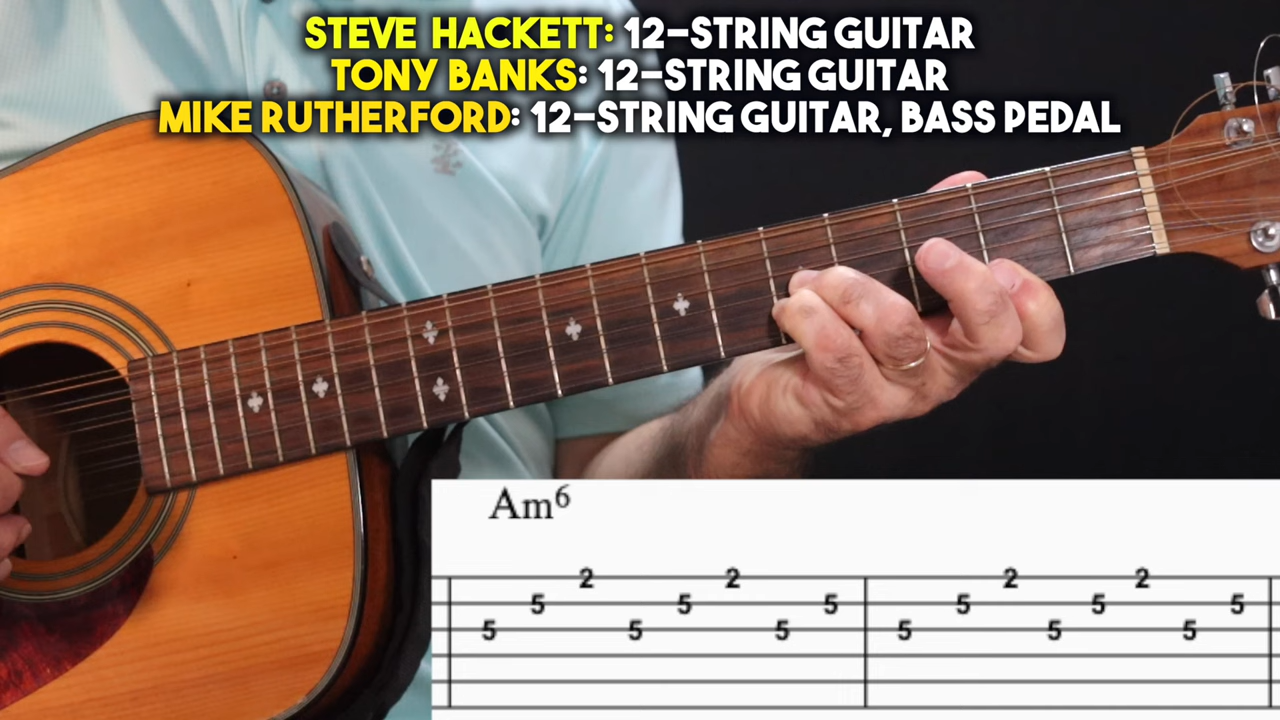 STEVE HACKETT: 12-STRING GUITAR
TONY BANKS: 12-STRING GUITAR
MIKE RUTHERFORD: 12-STRING GUITAR, BASS PEDAL
Am⁶
2 2 2 2
5 5 5 5 5 5
5 5 5 5 5 5